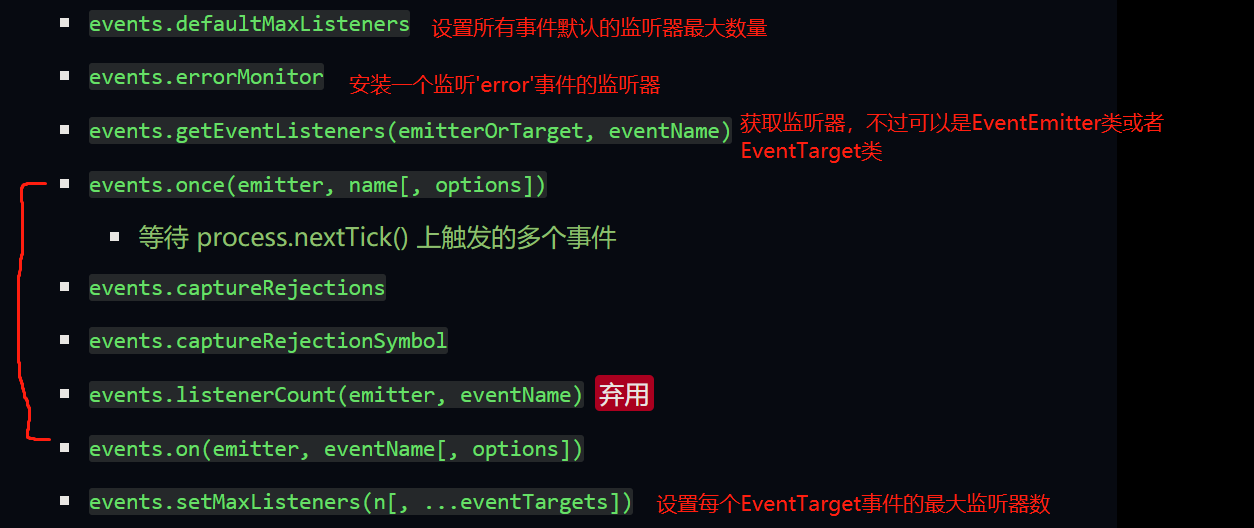 events.defaultMaxListeners 设置所有事件默认的监听器最大数量
events.errorMonitor 安装一个监听'error'事件的监听器
events.getEventListeners(emitterOrTarget, eventName) 获取监听器，不过可以是EventEmitter类或者
EventTarget类
events.once(emitter, name[, options])
等待 process.nextTick() 上触发的多个事件
events.captureRejections
events.captureRejectionSymbol
events.listenerCount(emitter, eventName) 弃用
events.on(emitter, eventName[, options])
events.setMaxListeners(n[, ...eventTargets]) 设置每个EventTarget事件的最大监听器数